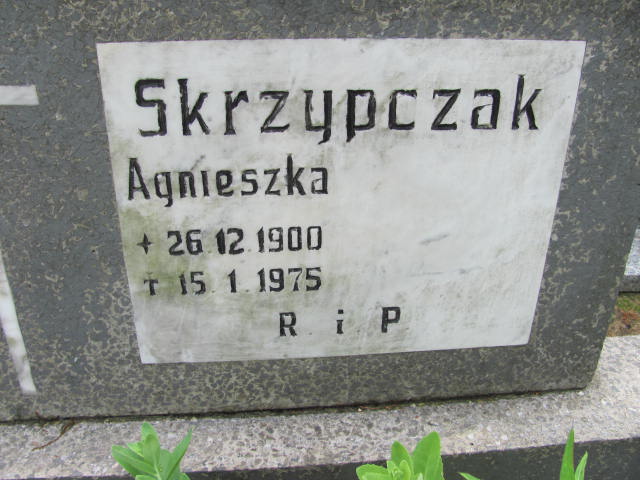 Skrzypczak
Agnieszka
+ 26.12.1900
† 15.1.1975
R i P